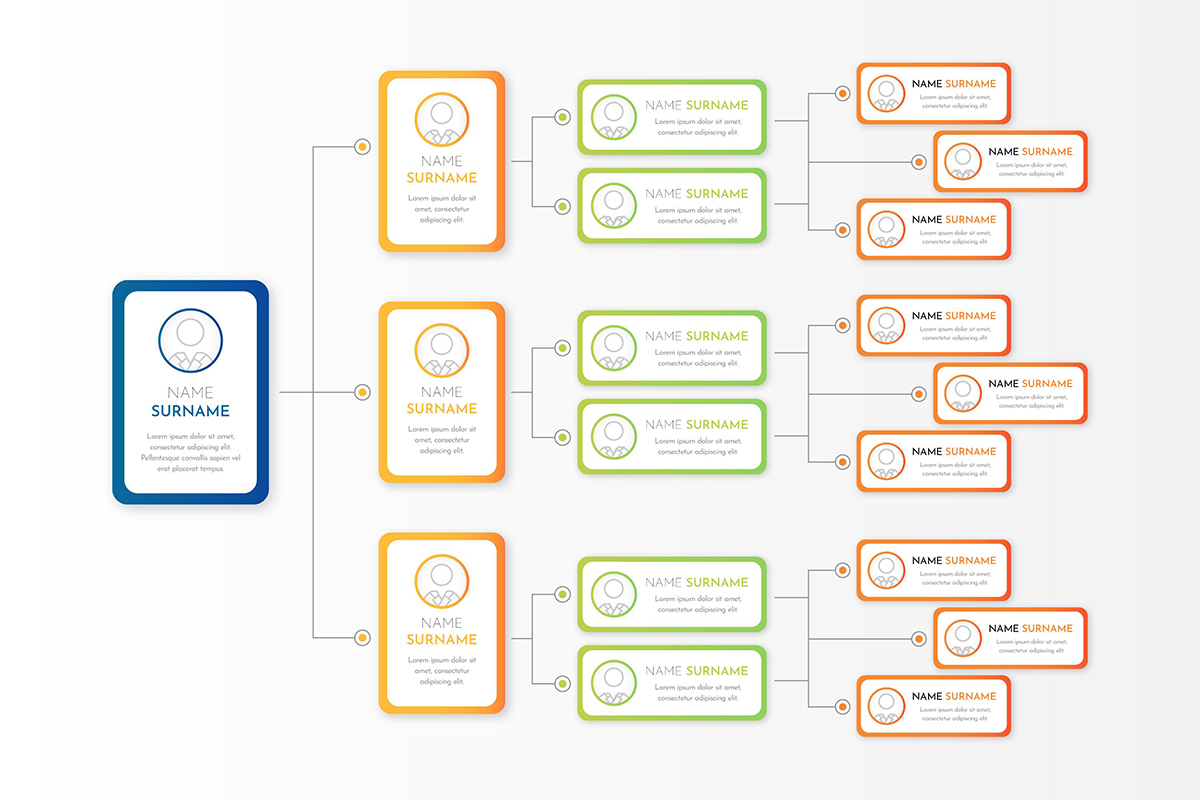 NAME
SURNAME
Lorem ipsum dolor sit amet,
consectetur adipiscing elit.
Pellentesque convallis sapien vel
erat placerat tempus.
NAME
SURNAME
Lorem ipsum dolor sit
amet, consectetur
adipiscing elit.
NAME SURNAME
Lorem ipsum dolor sit amet,
consectetur adipiscing elit.
NAME SURNAME
Lorem ipsum dolor sit amet,
consectetur adipiscing elit.
NAME SURNAME
Lorem ipsum dolor sit amet,
consectetur adipiscing elit.
NAME SURNAME
Lorem ipsum dolor sit amet,
consectetur adipiscing elit.
NAME SURNAME
Lorem ipsum dolor sit amet,
consectetur adipiscing elit.
NAME
SURNAME
Lorem ipsum dolor sit
amet, consectetur
adipiscing elit.
NAME SURNAME
Lorem ipsum dolor sit amet,
consectetur adipiscing elit.
NAME SURNAME
Lorem ipsum dolor sit amet,
consectetur adipiscing elit.
NAME SURNAME
Lorem ipsum dolor sit amet,
consectetur adipiscing elit.
NAME SURNAME
Lorem ipsum dolor sit amet,
consectetur adipiscing elit.
NAME SURNAME
Lorem ipsum dolor sit amet,
consectetur adipiscing elit.
NAME
SURNAME
Lorem ipsum dolor sit
amet, consectetur
adipiscing elit.
NAME SURNAME
Lorem ipsum dolor sit amet,
consectetur adipiscing elit.
NAME SURNAME
Lorem ipsum dolor sit amet,
consectetur adipiscing elit.
NAME SURNAME
Lorem ipsum dolor sit amet,
consectetur adipiscing elit.
NAME SURNAME
Lorem ipsum dolor sit amet,
consectetur adipiscing elit.
NAME SURNAME
Lorem ipsum dolor sit amet,
consectetur adipiscing elit.